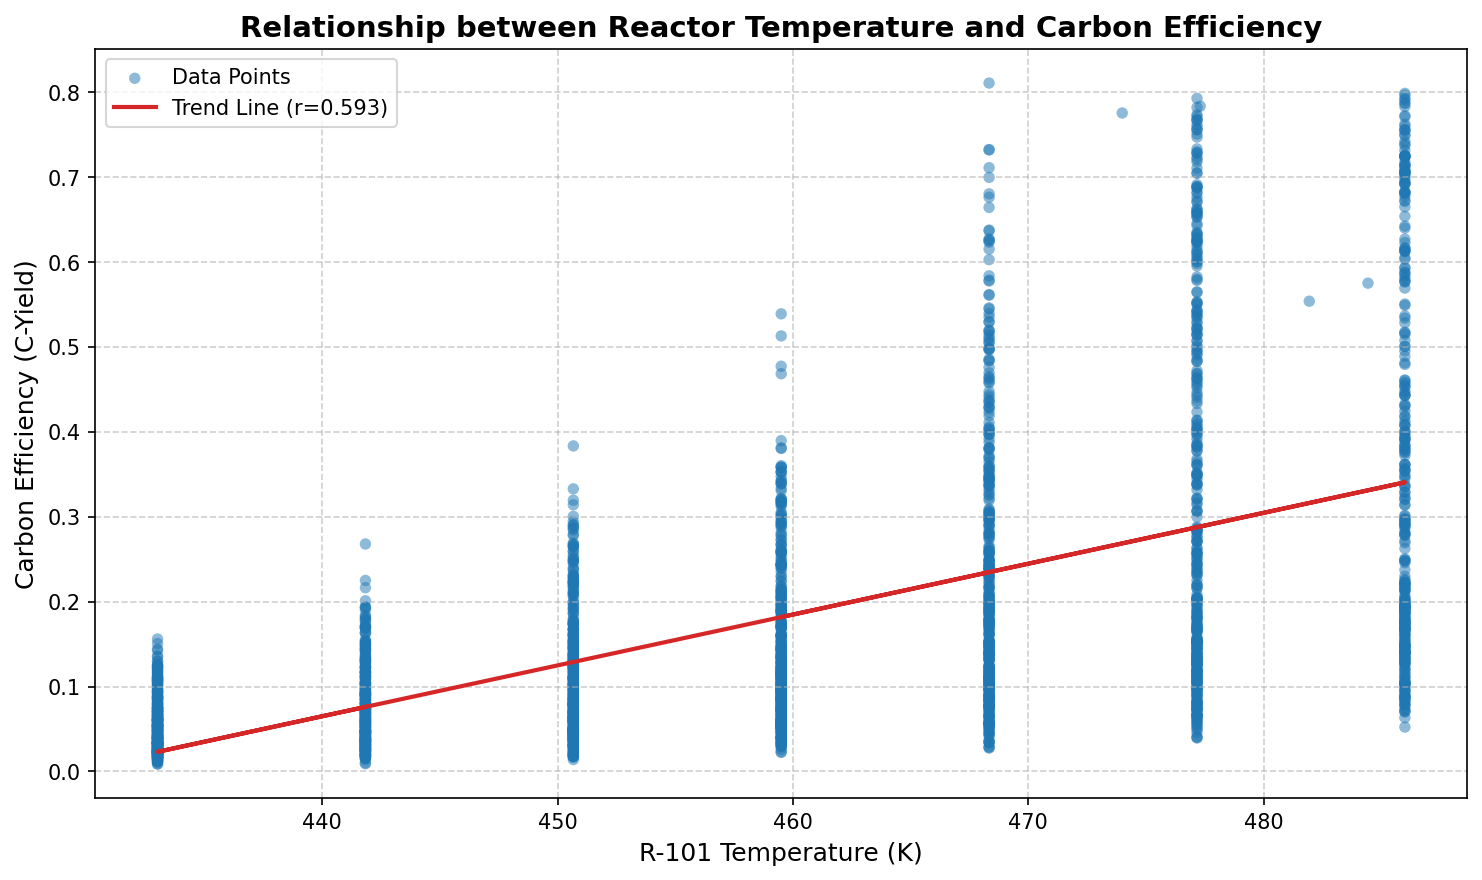 Relationship between Reactor Temperature and Carbon Efficiency
Data Points
Trend Line (r=0.593)
Carbon Efficiency (C-Yield)
0.8
0.7
0.6
0.5
0.4
0.3
0.2
0.1
0.0
440
450
460
470
480
R-101 Temperature (K)